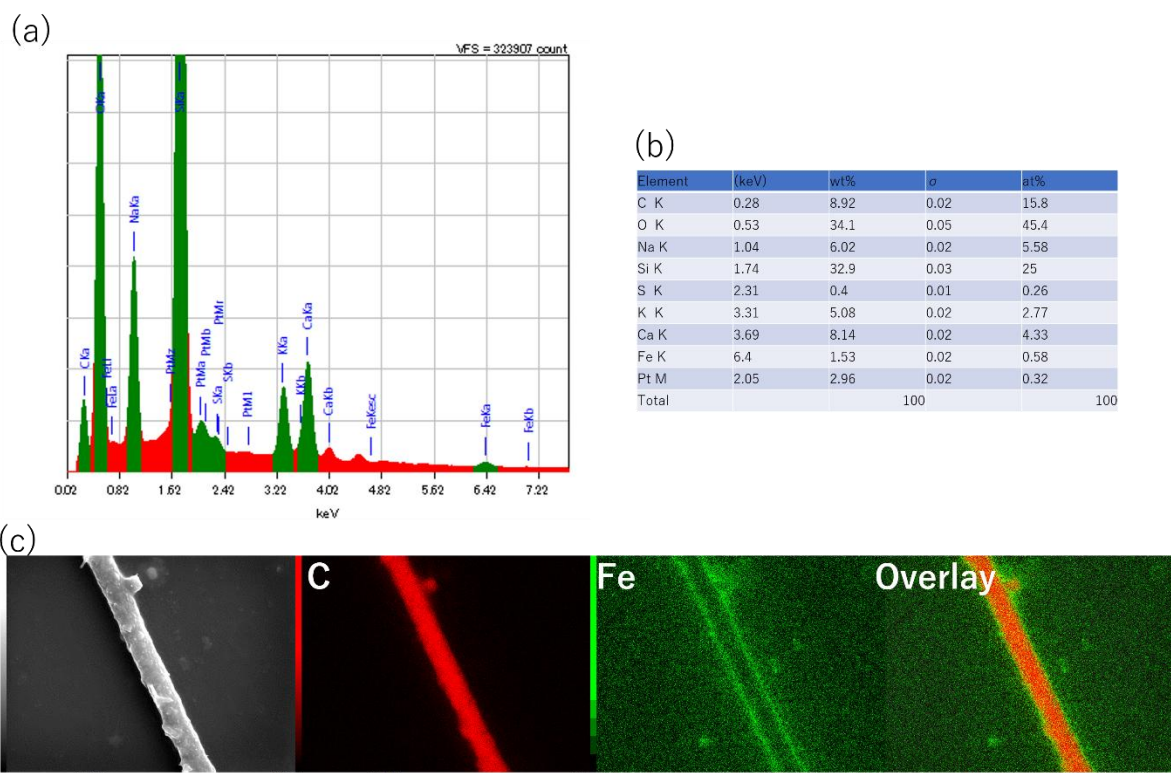 (a)
VFS = 323907 count
CKa
OKa
FeLl
FeLa
NaKa
SiKa
PtMz
PtMa
PtMb
PtMr
SKa
SKb
PtM1
KKa
KKb
CaKa
CaKb
FeKesc
FeKa
FeKb
0.02 0.82 1.62 2.42 3.22 4.02 4.82 5.62 6.42 7.22
keV
(b)
Element (keV) wt% σ at%
C K 0.28 8.92 0.02 15.8
O K 0.53 34.1 0.05 45.4
Na K 1.04 6.02 0.02 5.58
Si K 1.74 32.9 0.03 25
S K 2.31 0.4 0.01 0.26
K K 3.31 5.08 0.02 2.77
Ca K 3.69 8.14 0.02 4.33
Fe K 6.4 1.53 0.02 0.58
Pt M 2.05 2.96 0.02 0.32
Total 100 100
(c)
C
Fe
Overlay